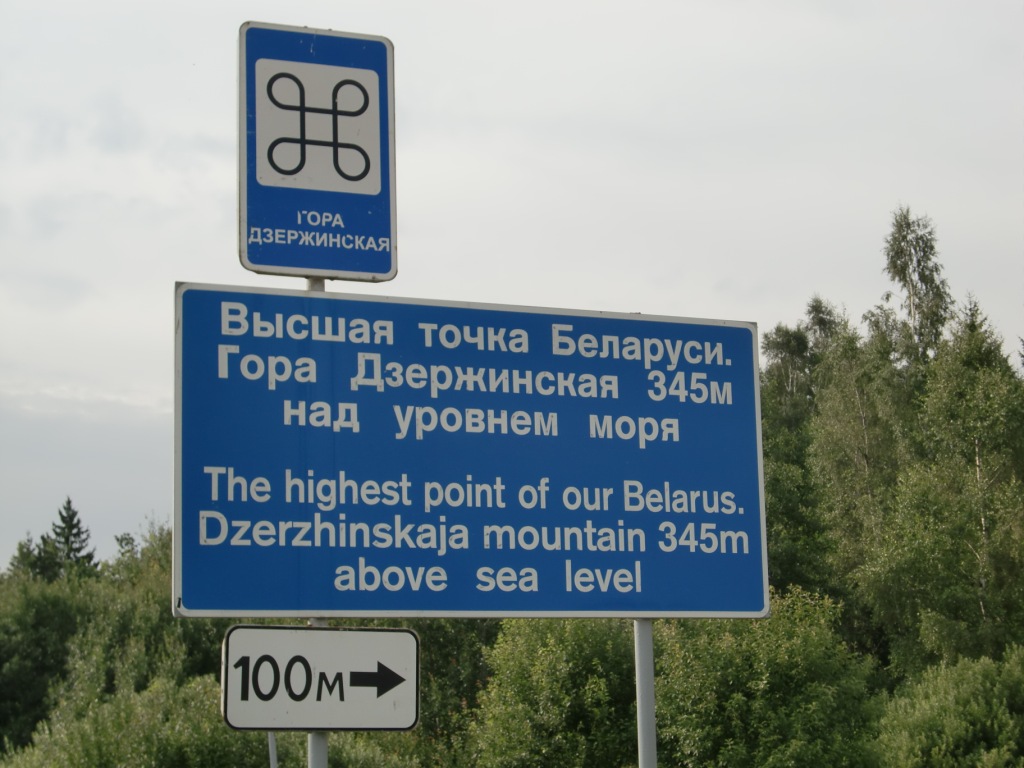 ГОРА
ДЗЕРЖИНСКАЯ
Высшая точка Беларуси.
Гора Дзержинская 345м
над уровнем моря
The highest point of our Belarus.
Dzerzhinskaja mountain 345m
above sea level
100м